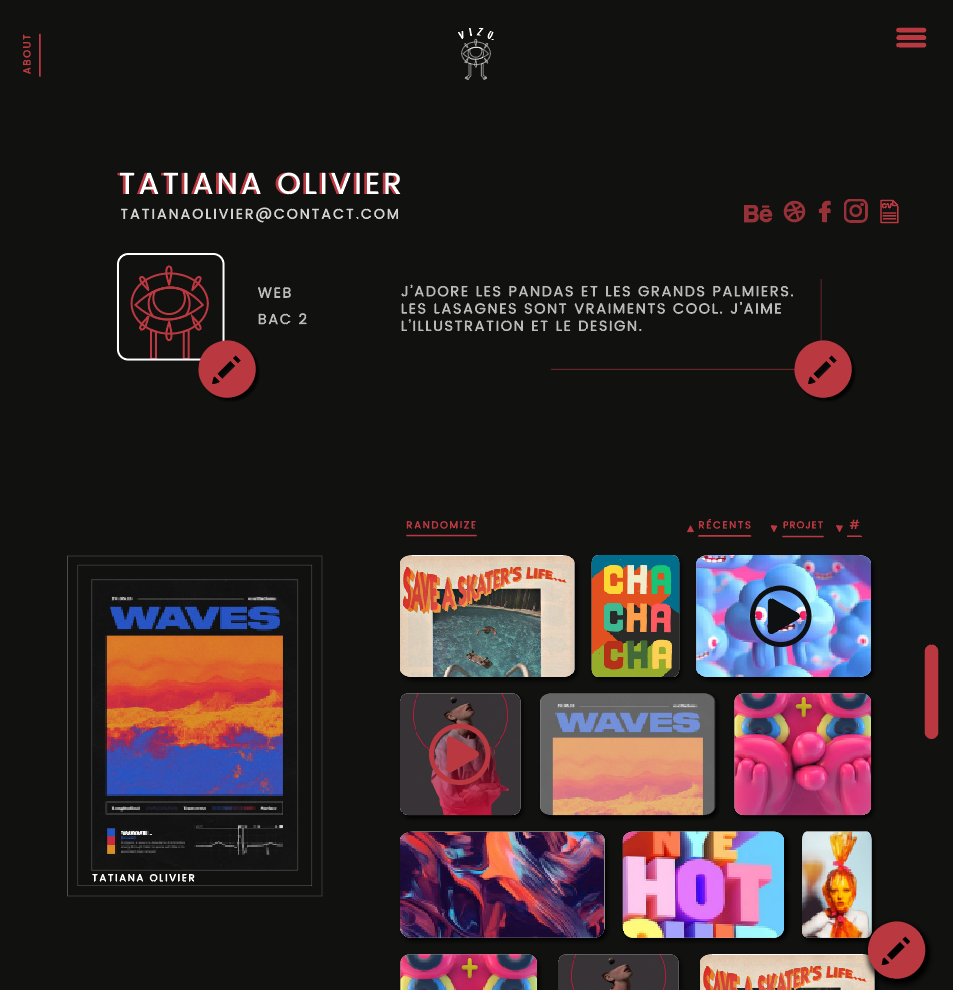 ABOUT
VIZU
TATIANA OLIVIER
TATIANAOLIVIER@CONTACT.COM
Bē
CV
WEB
BAC 2
J'ADORE LES PANDAS ET LES GRANDS PALMIERS.
LES LASAGNES SONT VRAIMENTS COOL. J'AIME
L'ILLUSTRATION ET LE DESIGN.
RANDOMIZE
▲ RÉCENTS ▼ PROJET ▼ #
WAVES
TATIANA OLIVIER
SAVE A SKATER'S LIFE...
CHA
CHA
CHA
WAVES
NYE
HOT
SAVE A SKATER'S LIFE...